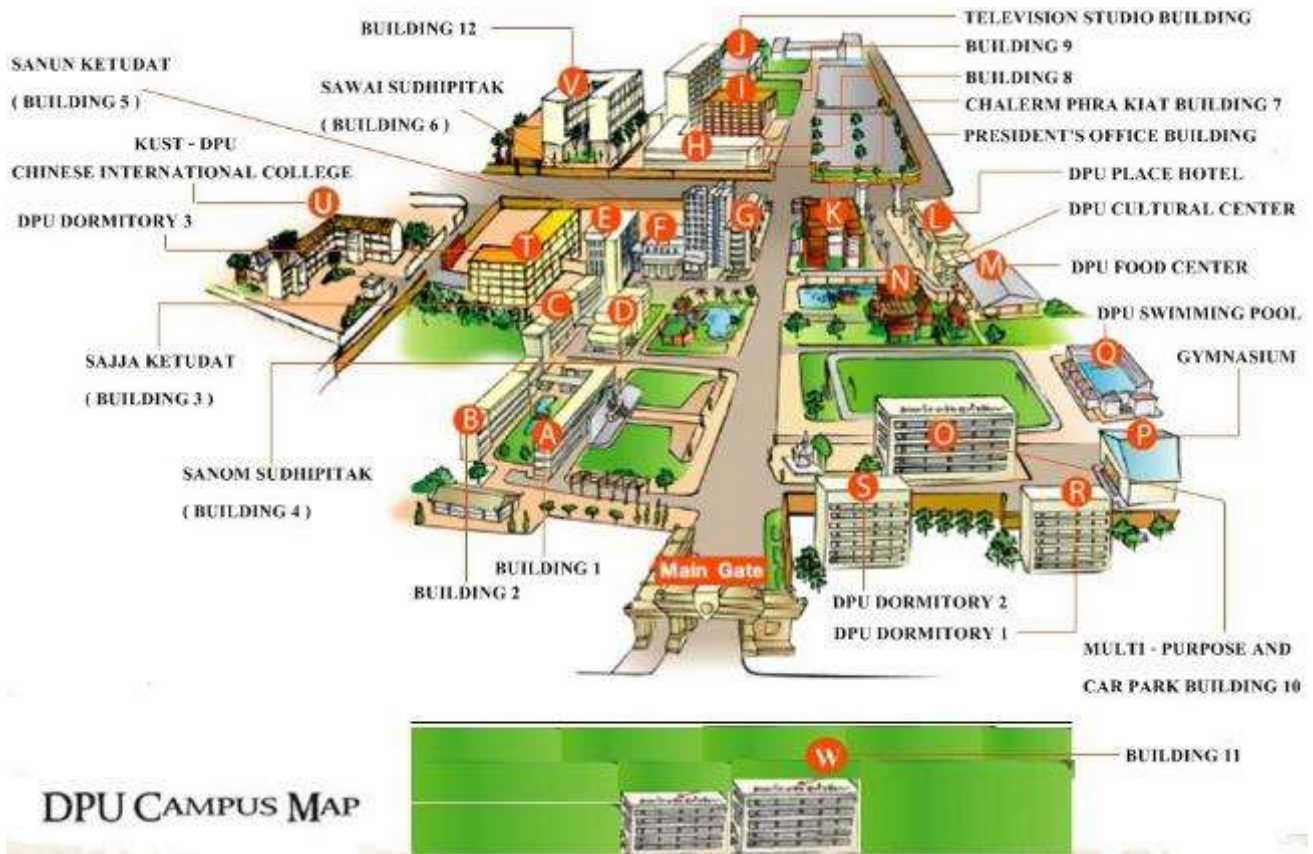 TELEVISION STUDIO BUILDING
BUILDING 12
J
BUILDING 9
SANUN KETUDAT
V
SAWAI SUDHIPITAK
I
BUILDING 8
( BUILDING 5 )
CHALERM PHRA KIAT BUILDING 7
( BUILDING 6 )
H
PRESIDENT'S OFFICE BUILDING
KUST - DPU
CHINESE INTERNATIONAL COLLEGE
DPU PLACE HOTEL
U
DPU DORMITORY 3
T
E
F
G
K
L
DPU CULTURAL CENTER
M
DPU FOOD CENTER
N
C
D
DPU SWIMMING POOL
Q
GYMNASIUM
SAJJA KETUDAT
( BUILDING 3 )
B
A
O
P
SANOM SUDHIPITAK
( BUILDING 4 )
S
R
BUILDING 1
Main Gate
BUILDING 2
DPU DORMITORY 2
DPU DORMITORY 1
MULTI - PURPOSE AND
CAR PARK BUILDING 10
W
BUILDING 11
DPU CAMPUS MAP